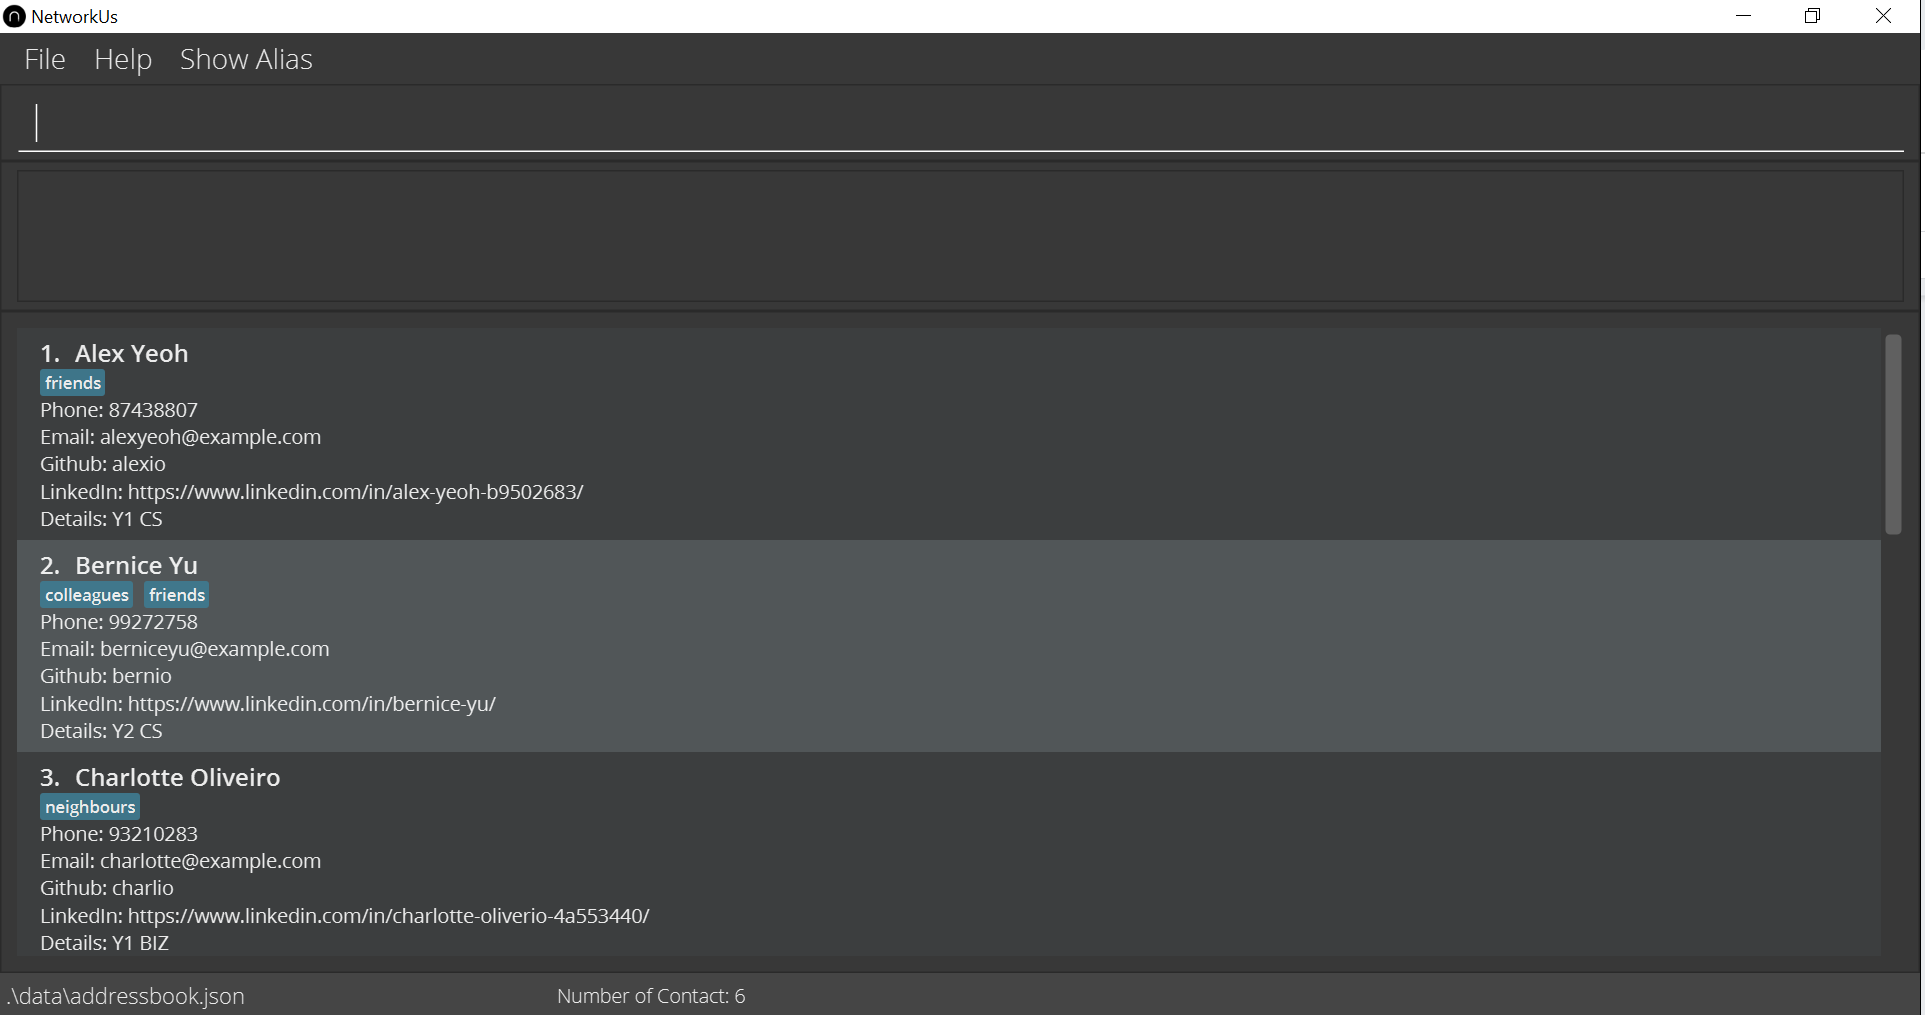 NetworkUs
File Help Show Alias
1. Alex Yeoh
friends
Phone: 87438807
Email: alexyeoh@example.com
Github: alexio
LinkedIn: https://www.linkedin.com/in/alex-yeoh-b9502683/
Details: Y1 CS
2. Bernice Yu
colleagues friends
Phone: 99272758
Email: berniceyu@example.com
Github: bernio
LinkedIn: https://www.linkedin.com/in/bernice-yu/
Details: Y2 CS
3. Charlotte Oliveiro
neighbours
Phone: 93210283
Email: charlotte@example.com
Github: charlio
LinkedIn: https://www.linkedin.com/in/charlotte-oliverio-4a553440/
Details: Y1 BIZ
.\data\addressbook.json Number of Contact: 6